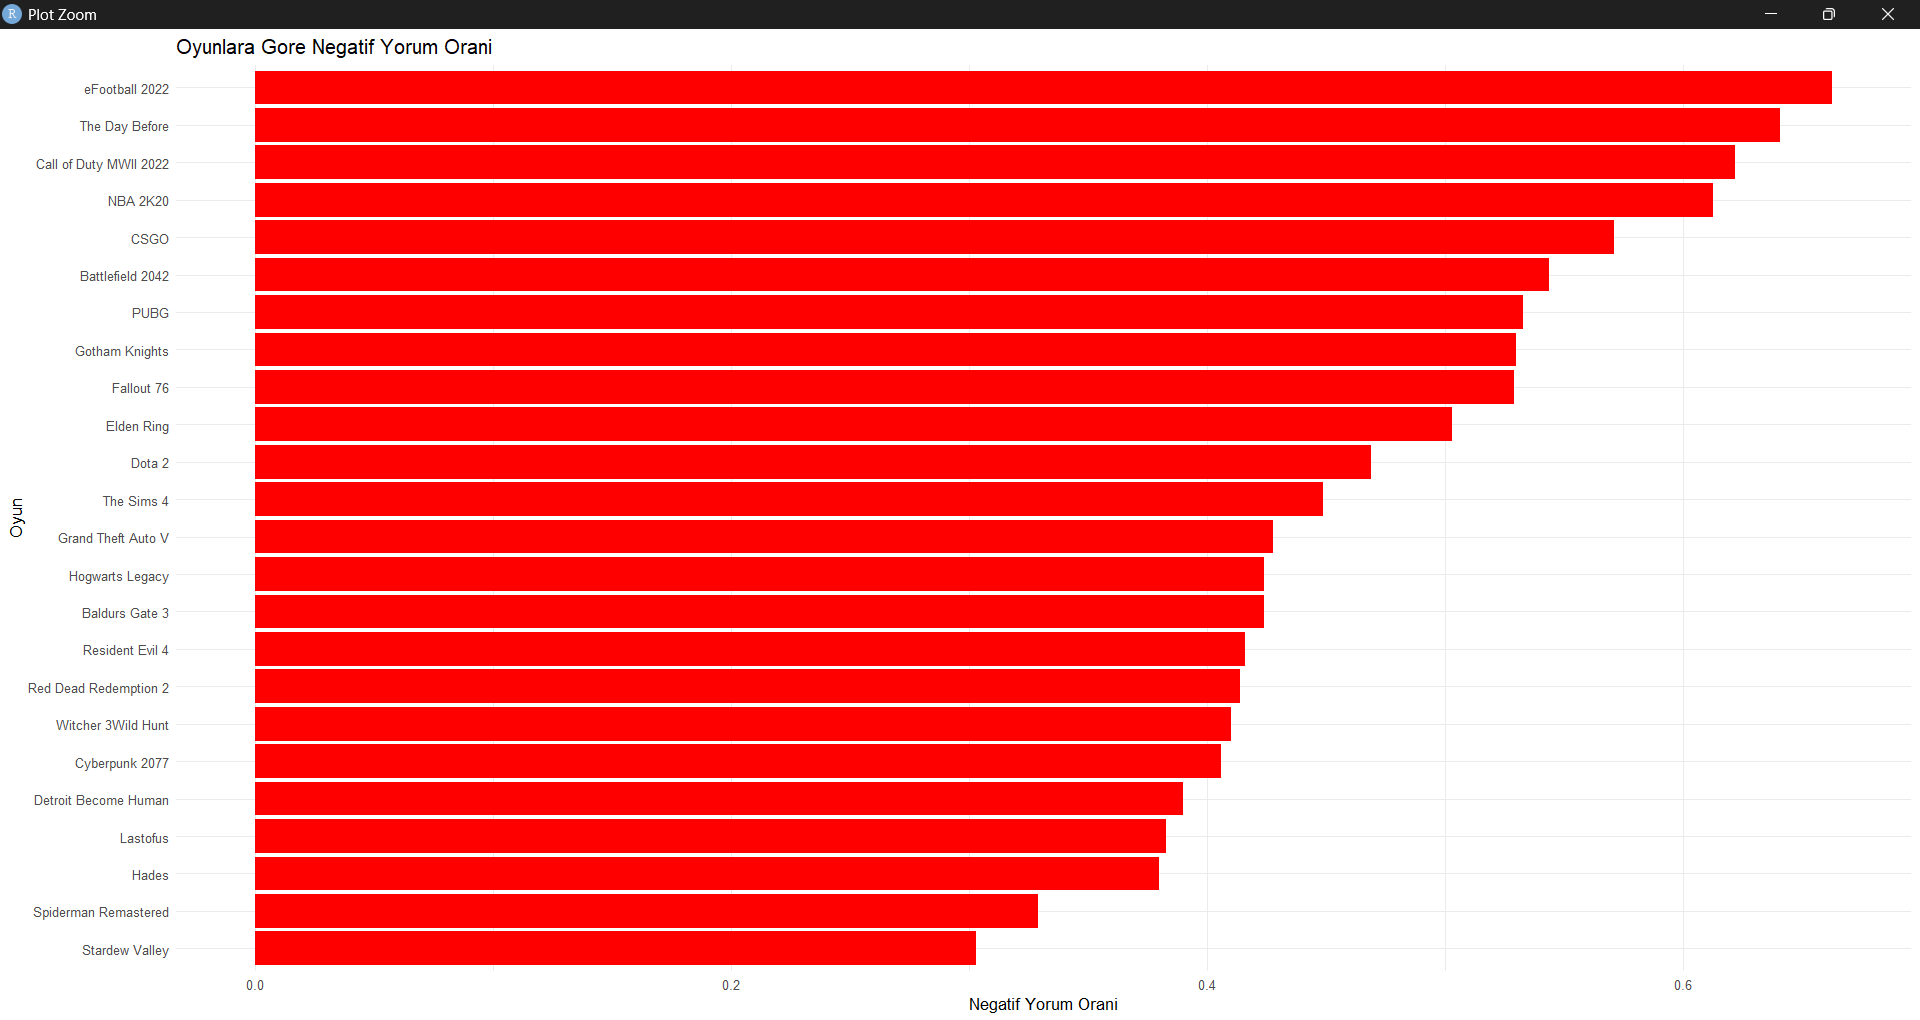 R Plot Zoom
Oyunlara Gore Negatif Yorum Orani
eFootball 2022
The Day Before
Call of Duty MWII 2022
NBA 2K20
CSGO
Battlefield 2042
PUBG
Gotham Knights
Fallout 76
Elden Ring
Dota 2
The Sims 4
Grand Theft Auto V
Hogwarts Legacy
Baldurs Gate 3
Resident Evil 4
Red Dead Redemption 2
Witcher 3Wild Hunt
Cyberpunk 2077
Detroit Become Human
Lastofus
Hades
Spiderman Remastered
Stardew Valley
Oyun
0.0 0.2 0.4 0.6
Negatif Yorum Orani